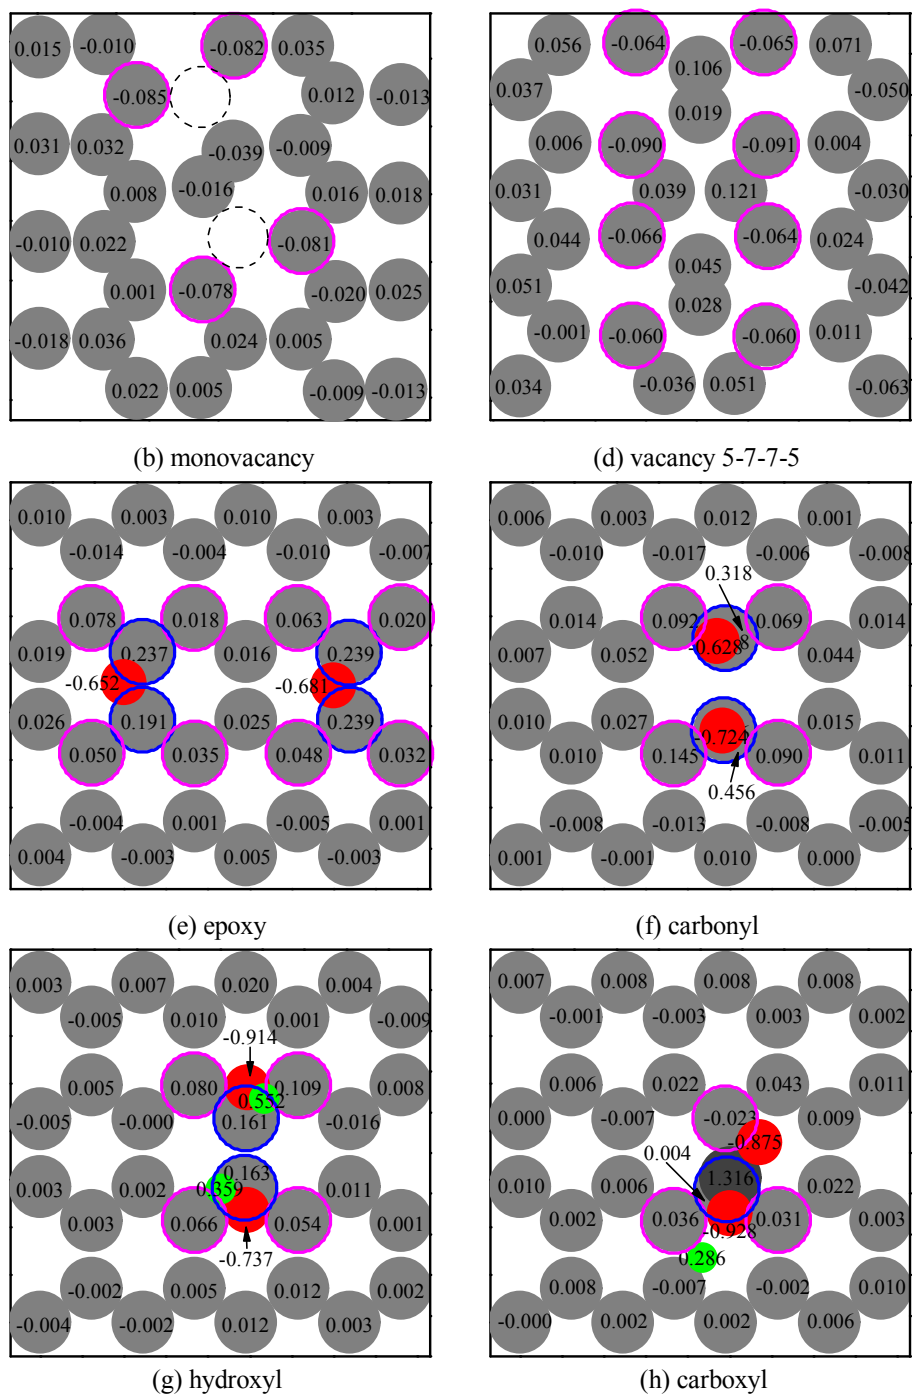 0.015 -0.010 -0.082 0.035
-0.085 0.012 -0.013
0.031 0.032 -0.039 -0.009
0.008 -0.016 0.016 0.018
-0.010 0.022 -0.081
0.001 -0.078 -0.020 0.025
-0.018 0.036 0.024 0.005
0.022 0.005 -0.009 -0.013
(b) monovacancy
0.056 -0.064 -0.065 0.071
0.106
0.037 0.019 -0.050
0.006 -0.090 -0.091 0.004
0.031 0.039 0.121 -0.030
0.044 -0.066 -0.064 0.024
0.045
0.051 0.028 -0.042
-0.001 -0.060 -0.060 0.011
0.034 -0.036 0.051 -0.063
(d) vacancy 5-7-7-5
0.010 0.003 0.010 0.003
-0.014 -0.004 -0.010 -0.007
0.078 0.018 0.063 0.020
0.019 0.237 0.016 0.239
-0.652 -0.681
0.026 0.191 0.025 0.239
0.050 0.035 0.048 0.032
-0.004 0.001 -0.005 0.001
0.004 -0.003 0.005 -0.003
(e) epoxy
0.006 0.003 0.012 0.001
-0.010 -0.017 -0.006 -0.008
0.318
0.014 0.092 0.069 0.014
0.007 0.052 -0.628 0.044
0.010 0.027 -0.724 0.015
0.010 0.145 0.090 0.011
0.456
-0.008 -0.013 -0.008 -0.005
0.001 -0.001 0.010 0.000
(f) carbonyl
0.003 0.007 0.020 0.004
-0.005 0.010 0.001 -0.009
-0.914
0.005 0.080 0.109 0.008
0.552
-0.005 -0.000 0.161 -0.016
0.163
0.003 0.002 0.359 0.011
0.003 0.066 0.054 0.001
-0.737
-0.002 0.005 0.012 0.002
-0.004 -0.002 0.012 0.003
(g) hydroxyl
0.007 0.008 0.008 0.008
-0.001 -0.003 0.003 0.002
0.006 0.022 0.043 0.011
0.000 -0.007 -0.023 0.009
-0.875
0.004
0.010 0.006 1.316 0.022
0.002 0.036 0.031 0.003
-0.928
0.286
0.008 -0.007 -0.002 0.010
-0.000 0.002 0.002 0.006
(h) carboxyl